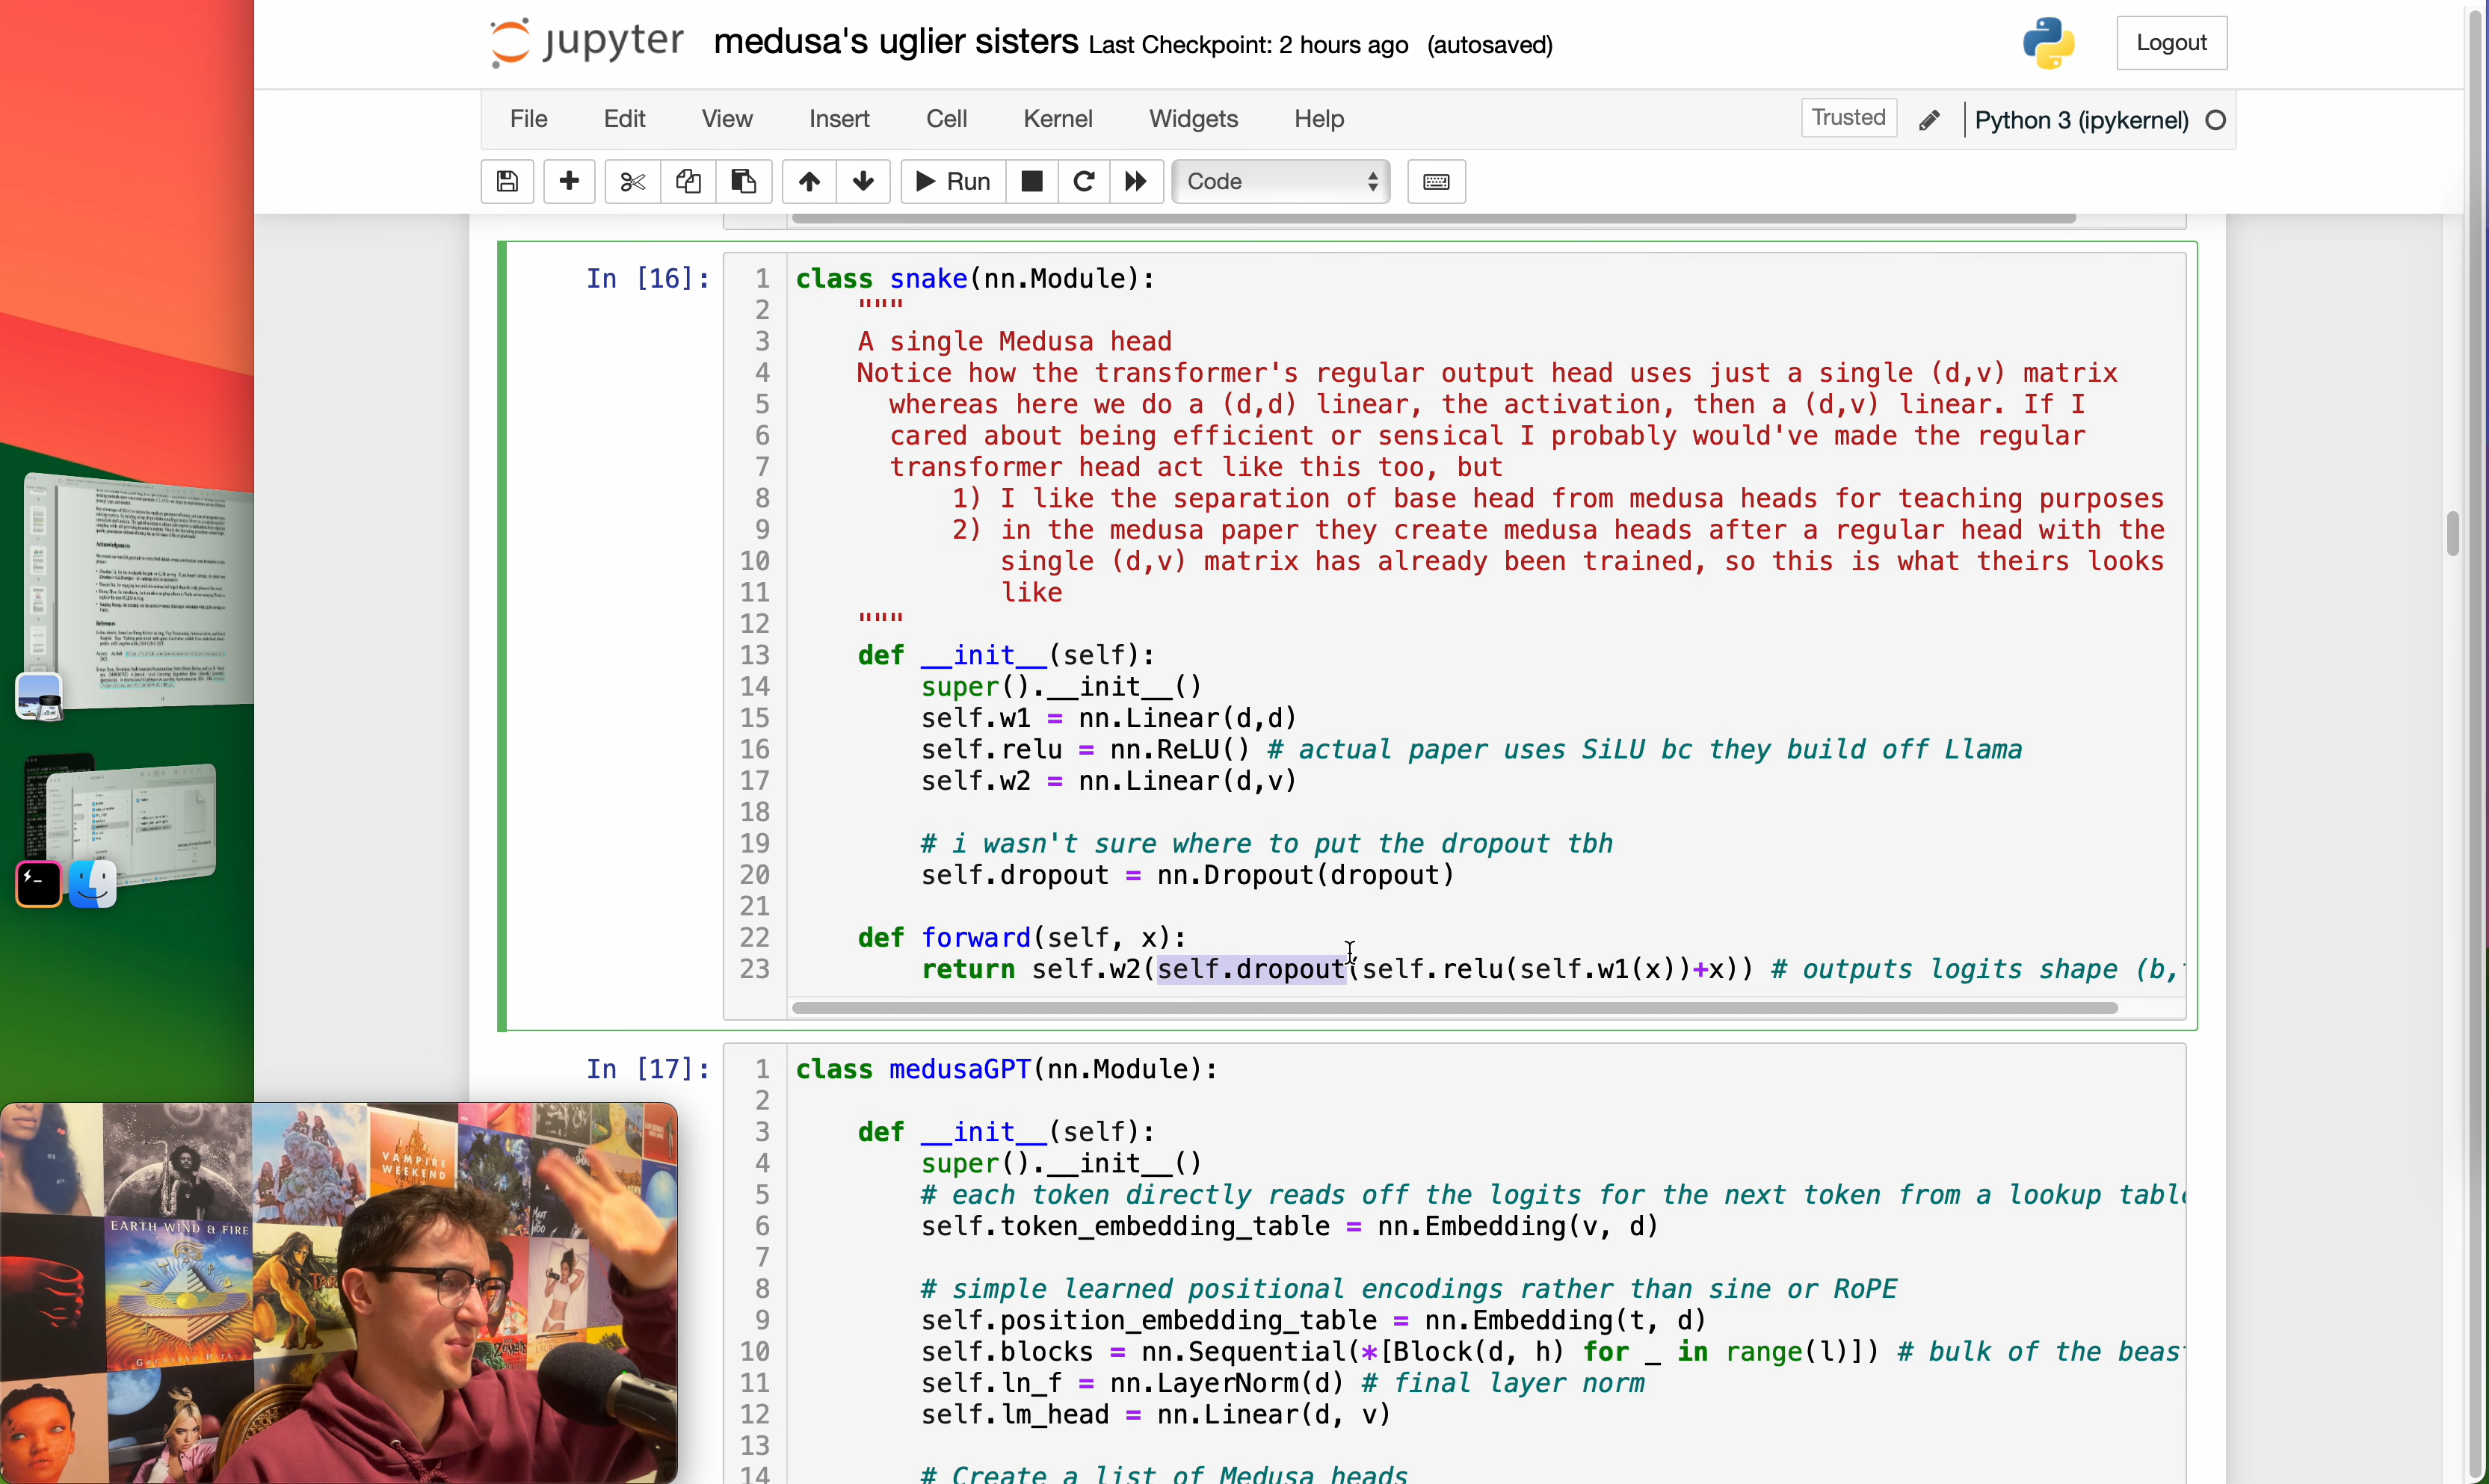 jupyter medusa's uglier sisters Last Checkpoint: 2 hours ago (autosaved)
Logout
File Edit View Insert Cell Kernel Widgets Help
Trusted Python 3 (ipykernel)
Run Code
In [16]:
1 class snake(nn.Module):
2     """
3     A single Medusa head
4     Notice how the transformer's regular output head uses just a single (d,v) matrix
5       whereas here we do a (d,d) linear, the activation, then a (d,v) linear. If I
6       cared about being efficient or sensical I probably would've made the regular
7       transformer head act like this too, but
8           1) I like the separation of base head from medusa heads for teaching purposes
9           2) in the medusa paper they create medusa heads after a regular head with the
10              single (d,v) matrix has already been trained, so this is what theirs looks
11              like
12     """
13     def __init__(self):
14         super().__init__()
15         self.w1 = nn.Linear(d,d)
16         self.relu = nn.ReLU() # actual paper uses SiLU bc they build off Llama
17         self.w2 = nn.Linear(d,v)
18
19         # i wasn't sure where to put the dropout tbh
20         self.dropout = nn.Dropout(dropout)
21
22     def forward(self, x):
23         return self.w2(self.dropout(self.relu(self.w1(x))+x)) # outputs logits shape (b,
In [17]:
1 class medusaGPT(nn.Module):
2
3     def __init__(self):
4         super().__init__()
5         # each token directly reads off the logits for the next token from a lookup
6         self.token_embedding_table = nn.Embedding(v, d)
7
8         # simple learned positional encodings rather than sine or RoPE
9         self.position_embedding_table = nn.Embedding(t, d)
10         self.blocks = nn.Sequential(*[Block(d, h) for _ in range(l)]) # bulk of the
11         self.ln_f = nn.LayerNorm(d) # final layer norm
12         self.lm_head = nn.Linear(d, v)
13
14         # Create a list of Medusa heads
VAMPIRE
WEEKEND
EARTH WIND & FIRE
GREATEST HITS